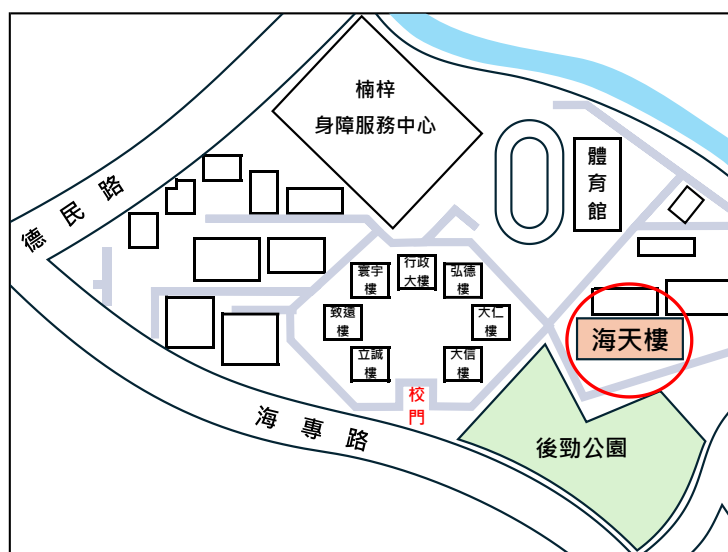 楠梓
身障服務中心
體育館
德民路
寰宇
樓
行政
大樓
弘德
樓
致遠
樓
大仁
樓
立誠
樓
大信
樓
海天樓
校門
海專路
後勁公園